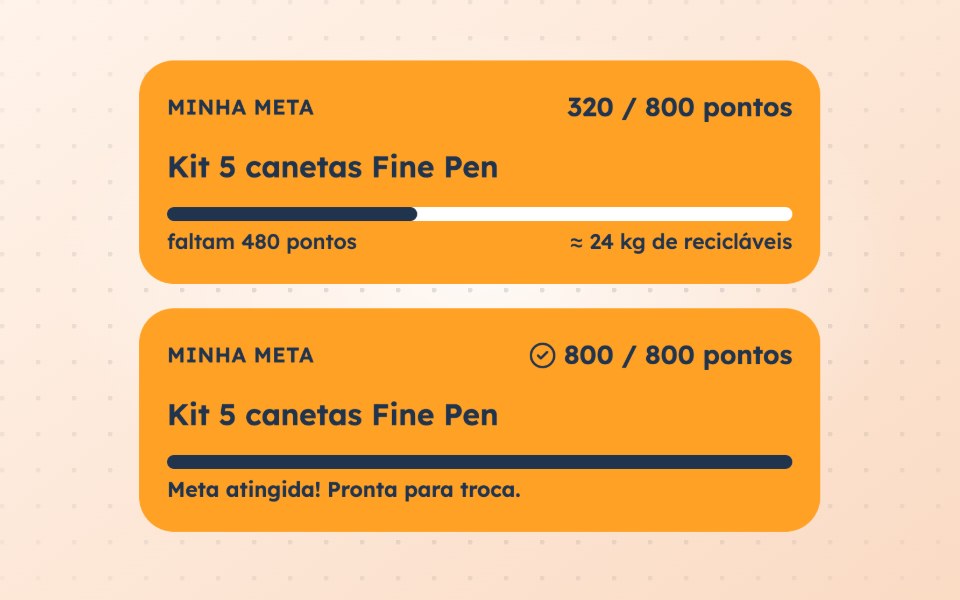 MINHA META
320 / 800 pontos
Kit 5 canetas Fine Pen
faltam 480 pontos
≈ 24 kg de recicláveis
MINHA META
800 / 800 pontos
Kit 5 canetas Fine Pen
Meta atingida! Pronta para troca.